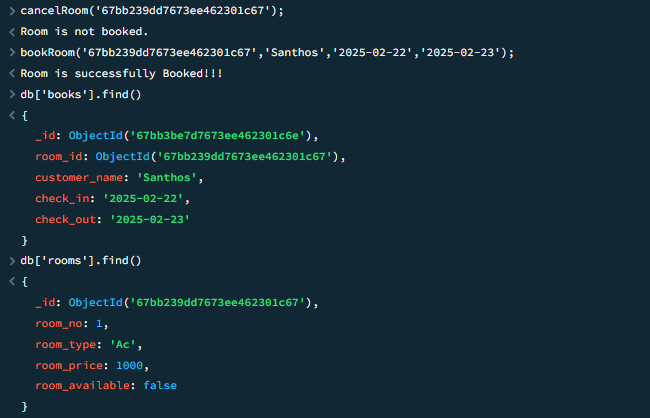 > cancelRoom('67bb239dd7673ee462301c67');
< Room is not booked.
> bookRoom('67bb239dd7673ee462301c67','Santhos','2025-02-22','2025-02-23');
< Room is successfully Booked!!!
> db['books'].find()
< {
_id: ObjectId('67bb3be7d7673ee462301c6e'),
room_id: ObjectId('67bb239dd7673ee462301c67'),
customer_name: 'Santhos',
check_in: '2025-02-22',
check_out: '2025-02-23'
}
> db['rooms'].find()
< {
_id: ObjectId('67bb239dd7673ee462301c67'),
room_no: 1,
room_type: 'Ac',
room_price: 1000,
room_available: false
}